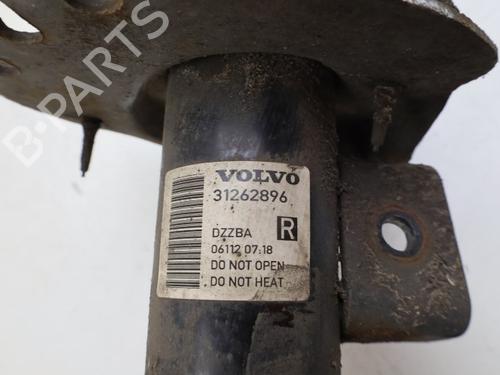 B-PARTS
VOLVO
31262896
DZZBA R
06112 07:18
DO NOT OPEN
DO NOT HEAT